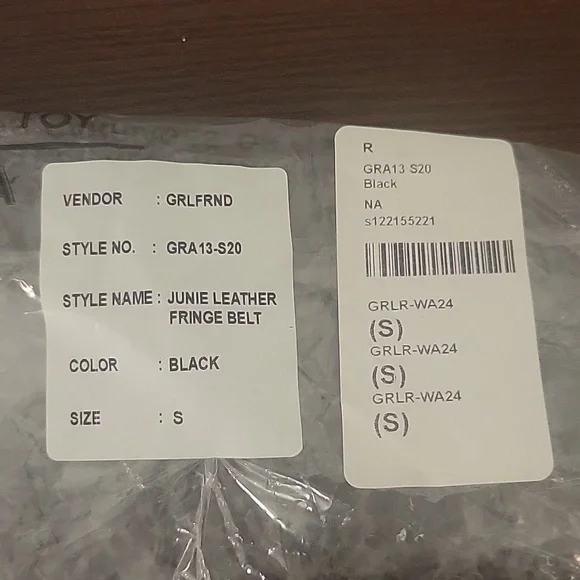 TOY
VENDOR : GRLFRND
STYLE NO. : GRA13-S20
STYLE NAME : JUNIE LEATHER
FRINGE BELT
COLOR : BLACK
SIZE : S
R
GRA13 S20
Black
NA
s122155221
GRLR-WA24
(S)
GRLR-WA24
(S)
GRLR-WA24
(S)